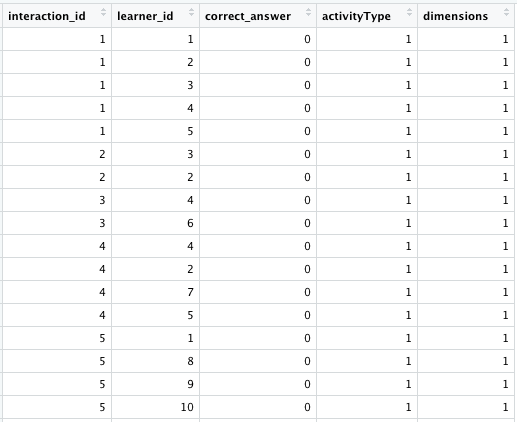 interaction_id learner_id correct_answer activityType dimensions
1 1 0 1 1
1 2 0 1 1
1 3 0 1 1
1 4 0 1 1
1 5 0 1 1
2 3 0 1 1
2 2 0 1 1
3 4 0 1 1
3 6 0 1 1
4 4 0 1 1
4 2 0 1 1
4 7 0 1 1
4 5 0 1 1
5 1 0 1 1
5 8 0 1 1
5 9 0 1 1
5 10 0 1 1